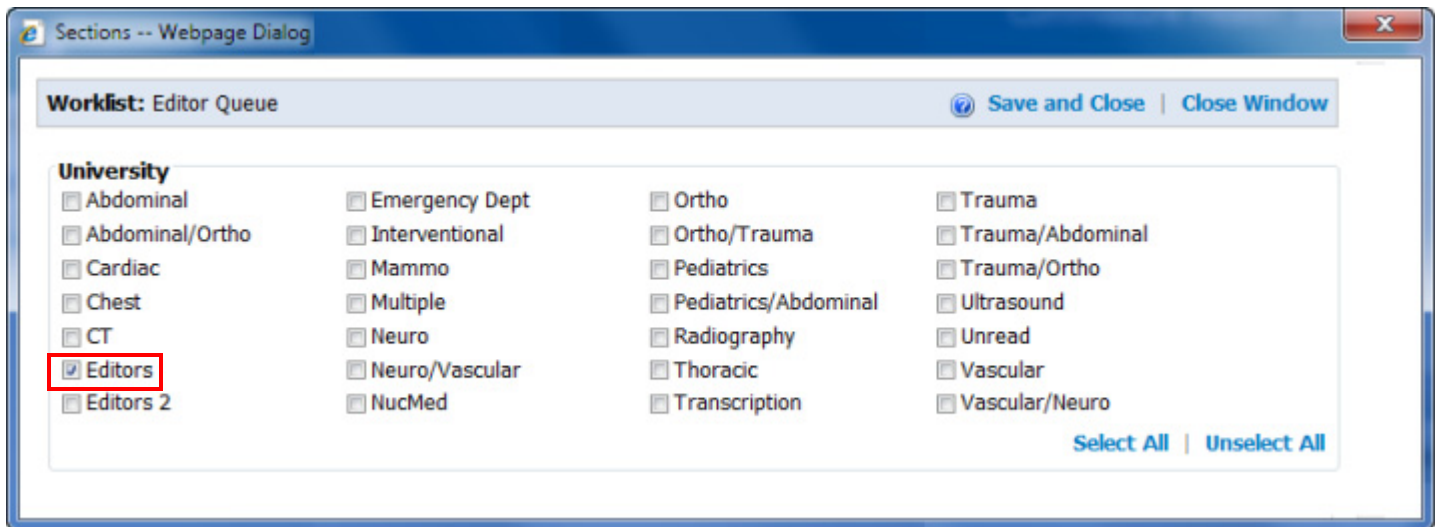 Sections -- Webpage Dialog
Worklist: Editor Queue Save and Close | Close Window
University
Abdominal Emergency Dept Ortho Trauma
Abdominal/Ortho Interventional Ortho/Trauma Trauma/Abdominal
Cardiac Mammo Pediatrics Trauma/Ortho
Chest Multiple Pediatrics/Abdominal Ultrasound
CT Neuro Radiography Unread
Editors Neuro/Vascular Thoracic Vascular
Editors 2 NucMed Transcription Vascular/Neuro
Select All | Unselect All